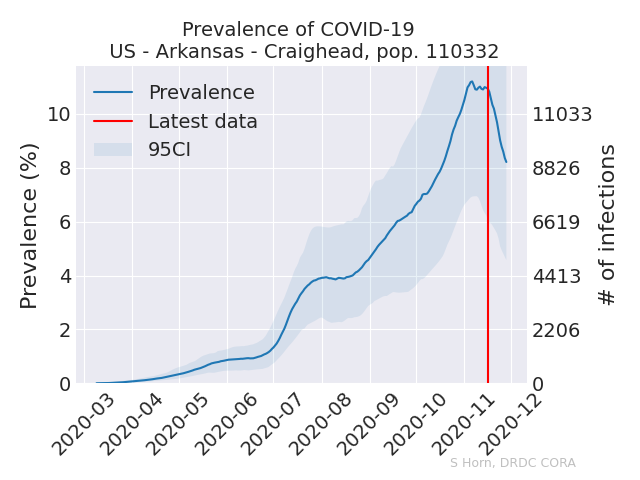 Prevalence of COVID-19
US - Arkansas - Craighead, pop. 110332
Prevalence
Latest data
95CI
Prevalence (%)
10
8
6
4
2
0
11033
8826
6619
4413
2206
0
# of infections
2020-03
2020-04
2020-05
2020-06
2020-07
2020-08
2020-09
2020-10
2020-11
2020-12
S Horn, DRDC CORA